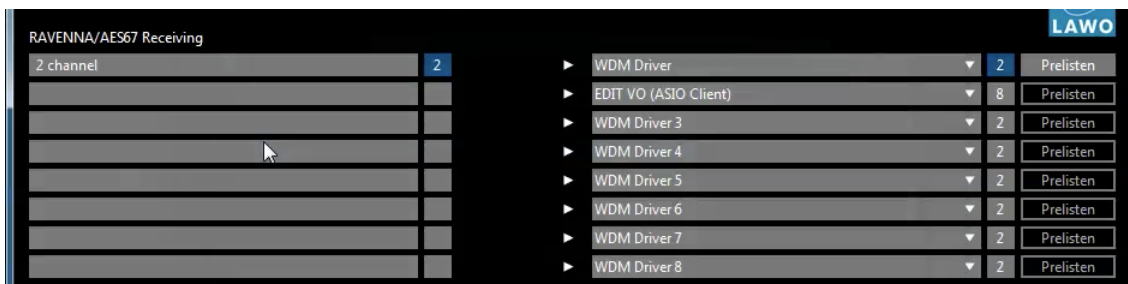 LAWO
RAVENNA/AES67 Receiving
2 channel 2 WDM Driver 2 Prelisten
EDIT VO (ASIO Client) 8 Prelisten
WDM Driver 3 2 Prelisten
WDM Driver 4 2 Prelisten
WDM Driver 5 2 Prelisten
WDM Driver 6 2 Prelisten
WDM Driver 7 2 Prelisten
WDM Driver 8 2 Prelisten